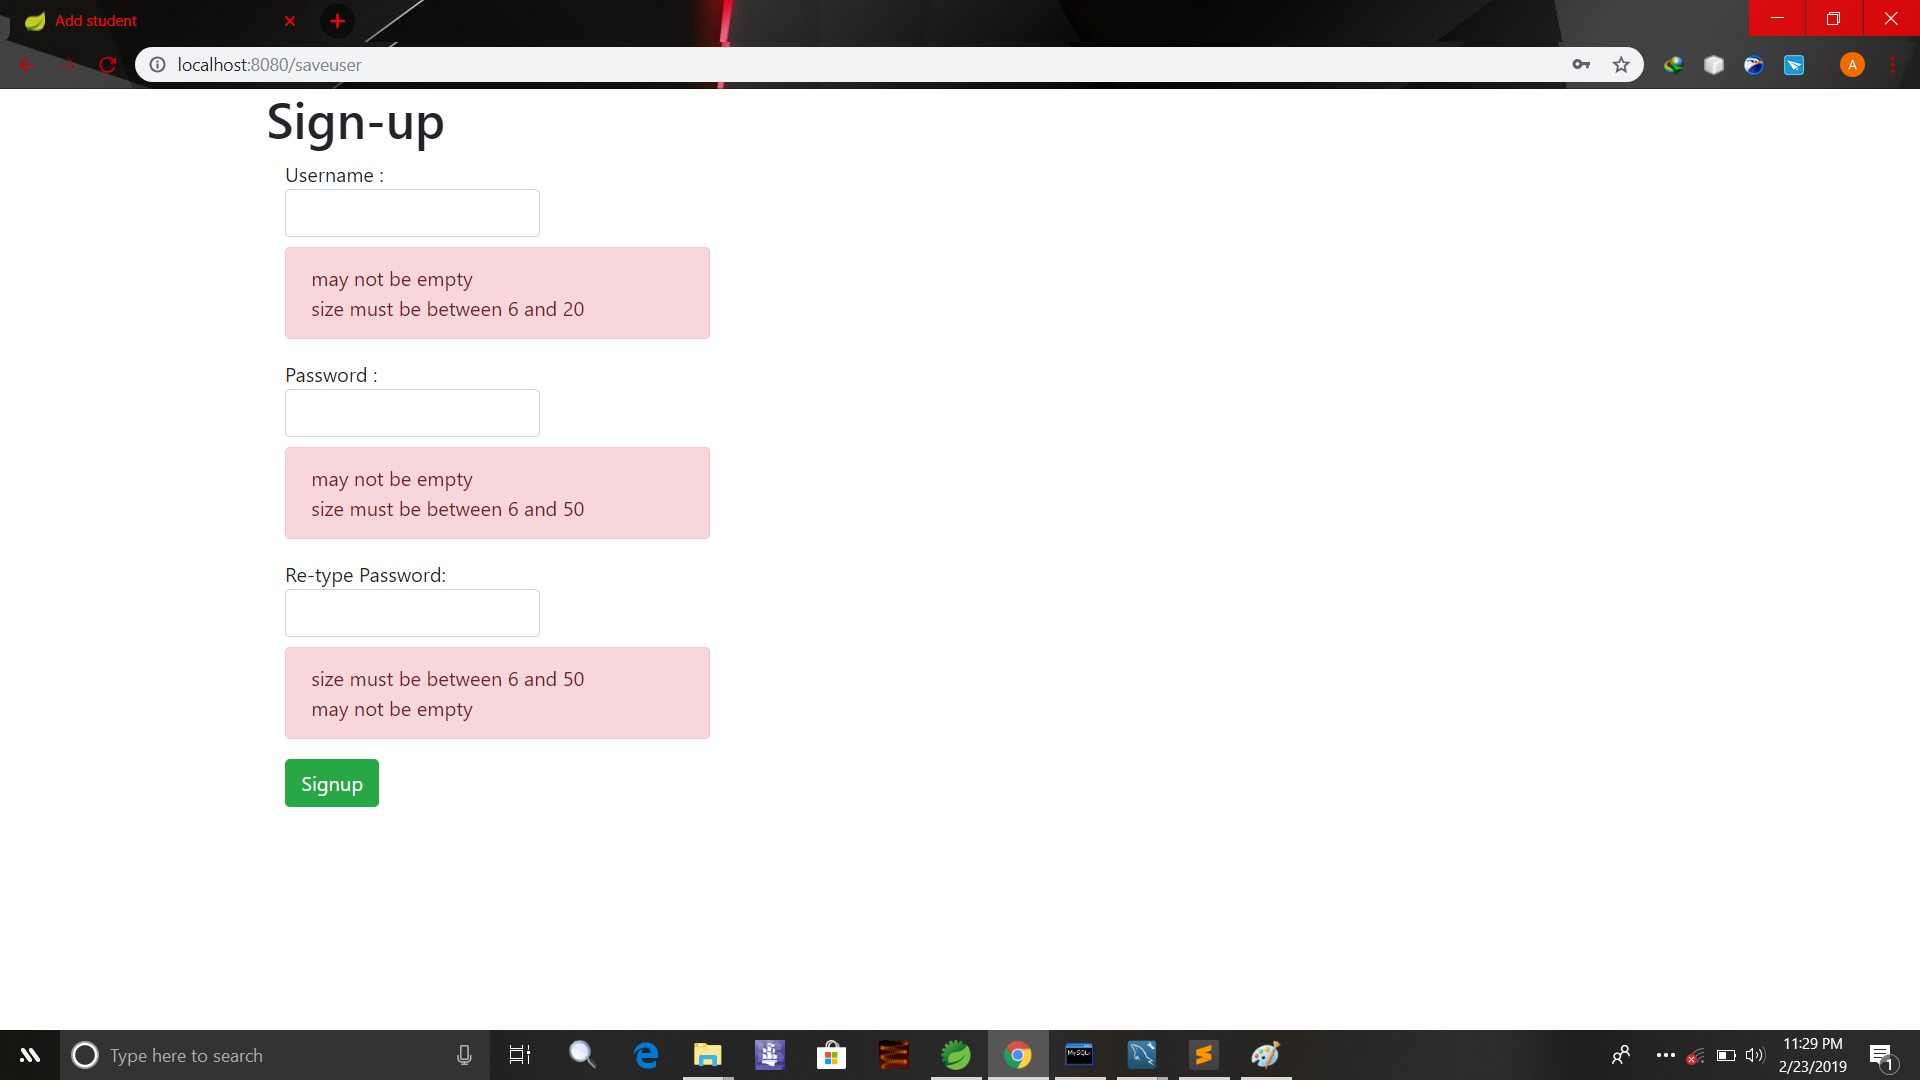 Add student
localhost:8080/saveuser
A
Sign-up
Username :
may not be empty
size must be between 6 and 20
Password :
may not be empty
size must be between 6 and 50
Re-type Password:
size must be between 6 and 50
may not be empty
Signup
Type here to search
MySQL
11:29 PM
2/23/2019
1